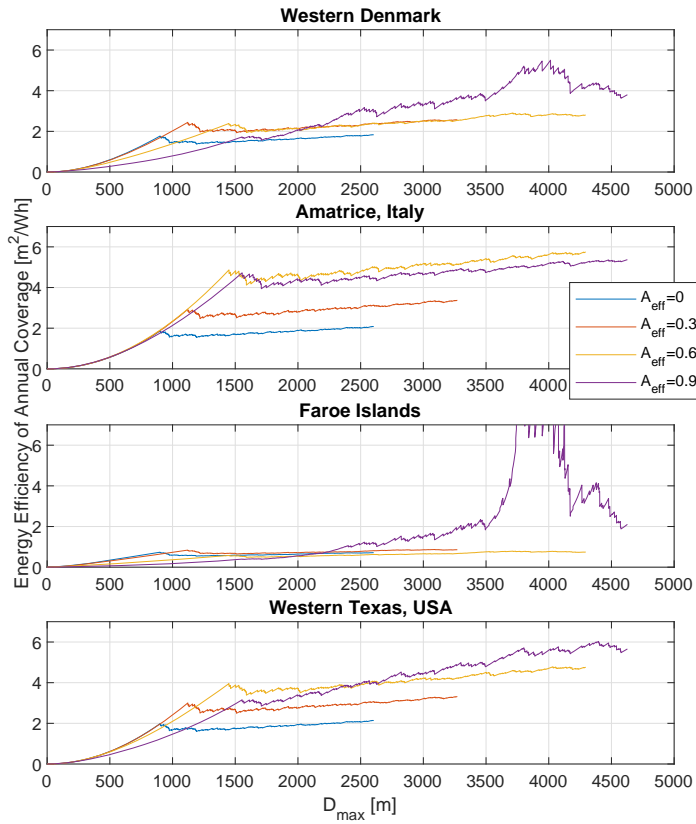 Western Denmark
6
4
2
0
0 500 1000 1500 2000 2500 3000 3500 4000 4500 5000
Energy Efficiency of Annual Coverage [m²/Wh]
Amatrice, Italy
6
4
2
0
0 500 1000 1500 2000 2500 3000 3500 4000 4500 5000
A_eff=0
A_eff=0.3
A_eff=0.6
A_eff=0.9
Faroe Islands
6
4
2
0
0 500 1000 1500 2000 2500 3000 3500 4000 4500 5000
Western Texas, USA
6
4
2
0
0 500 1000 1500 2000 2500 3000 3500 4000 4500 5000
D_max [m]